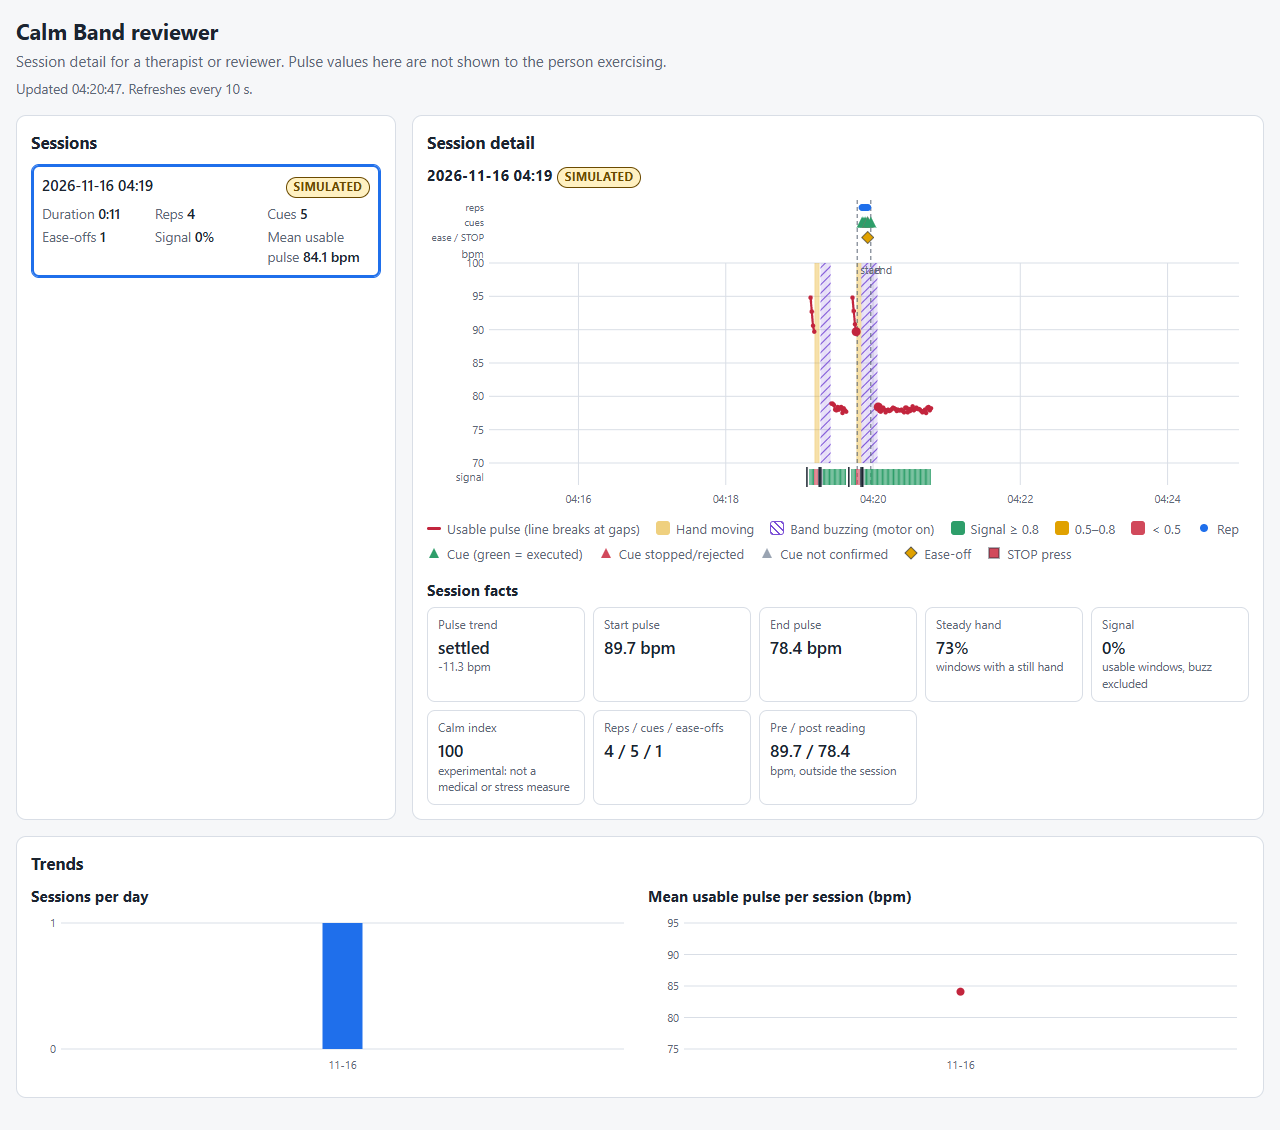 Calm Band reviewer
Session detail for a therapist or reviewer. Pulse values here are not shown to the person exercising.
Updated 04:20:47. Refreshes every 10 s.
Sessions
2026-11-16 04:19 SIMULATED
Duration 0:11 Reps 4 Cues 5
Ease-offs 1 Signal 0% Mean usable
pulse 84.1 bpm
Session detail
2026-11-16 04:19 SIMULATED
reps
cues
ease / STOP
bpm
100
start end
95
90
85
80
75
70
signal
04:16 04:18 04:20 04:22 04:24
Usable pulse (line breaks at gaps) Hand moving Band buzzing (motor on) Signal ≥ 0.8 0.5–0.8 < 0.5 Rep
Cue (green = executed) Cue stopped/rejected Cue not confirmed Ease-off STOP press
Session facts
Pulse trend
settled
-11.3 bpm
Start pulse
89.7 bpm
End pulse
78.4 bpm
Steady hand
73%
windows with a still hand
Signal
0%
usable windows, buzz
excluded
Calm index
100
experimental: not a
medical or stress measure
Reps / cues / ease-offs
4 / 5 / 1
Pre / post reading
89.7 / 78.4
bpm, outside the session
Trends
Sessions per day
1
0
11-16
Mean usable pulse per session (bpm)
95
90
85
80
75
11-16